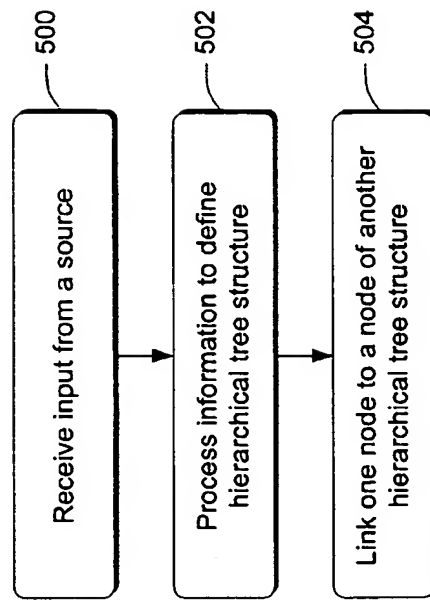 500
Receive input from a source
502
Process information to define
hierarchical tree structure
504
Link one node to a node of another
hierarchical tree structure